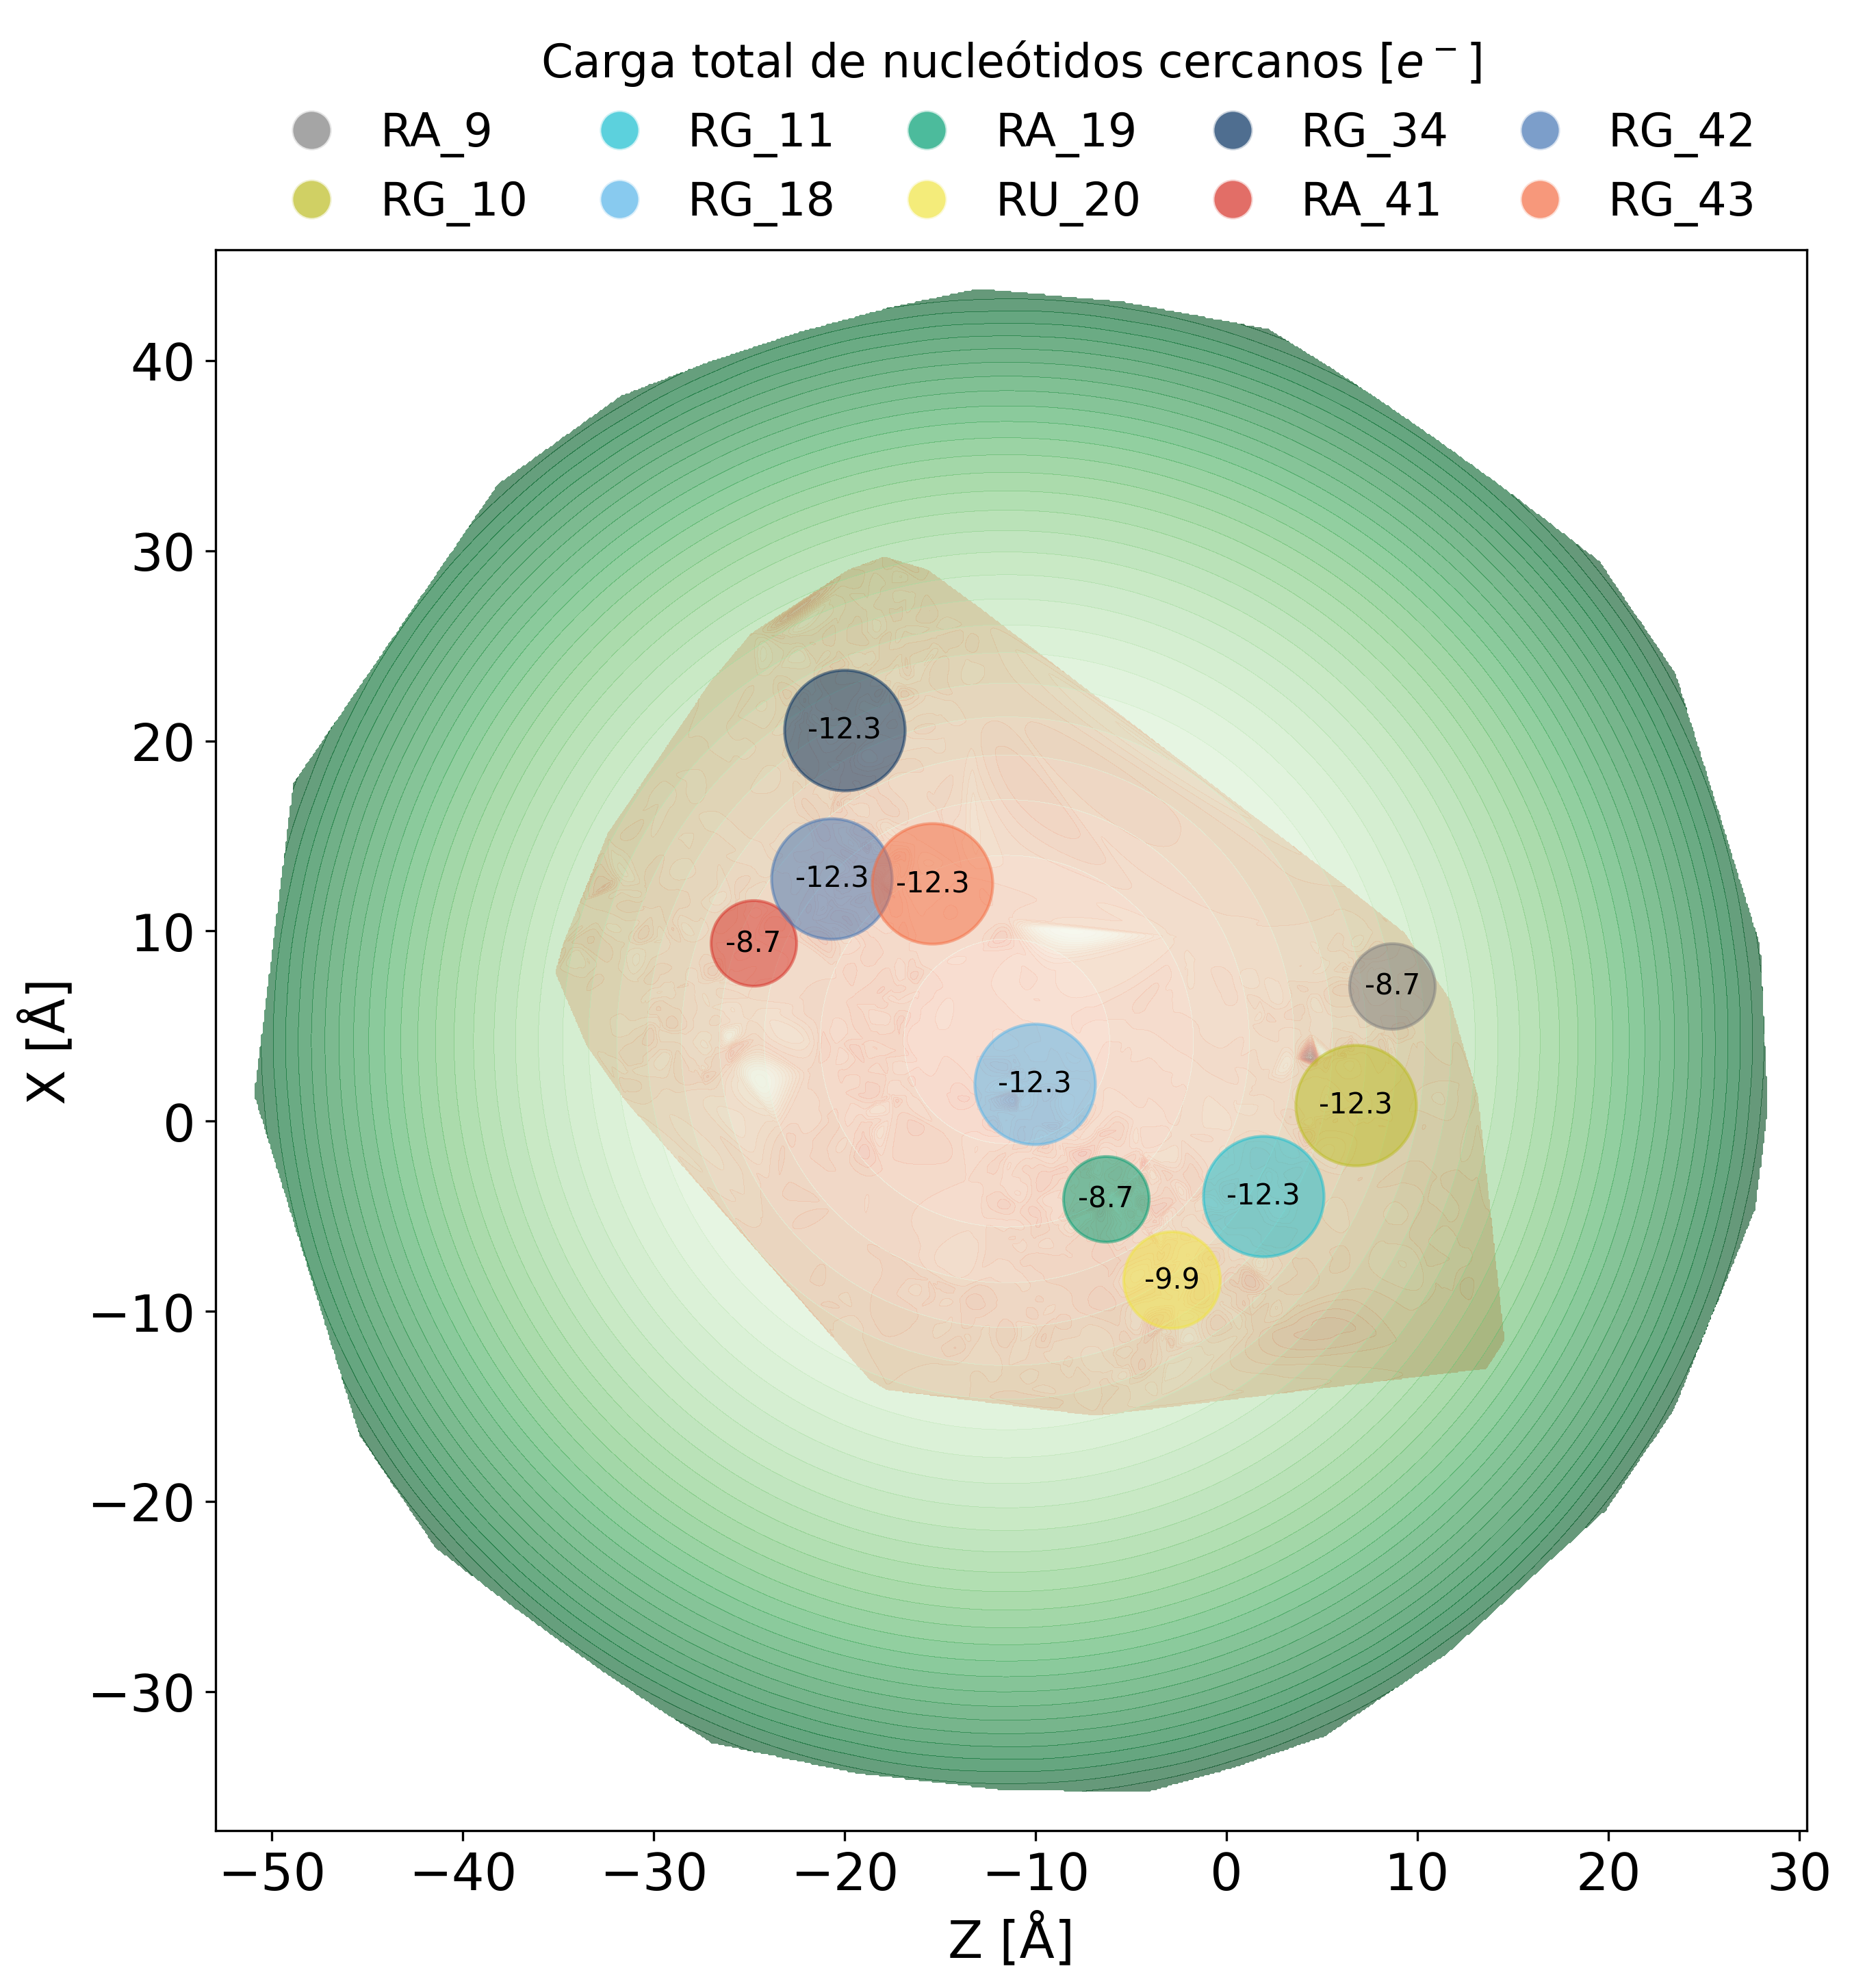 Carga total de nucleótidos cercanos [e⁻]
RA_9 RG_11 RA_19 RG_34 RG_42
RG_10 RG_18 RU_20 RA_41 RG_43
40
30
20
-12.3
-12.3 -12.3
-8.7
10
-8.7
X [Å]
-12.3
-12.3
0
-8.7 -12.3
-9.9
−10
−20
−30
−50 −40 −30 −20 −10 0 10 20 30
Z [Å]